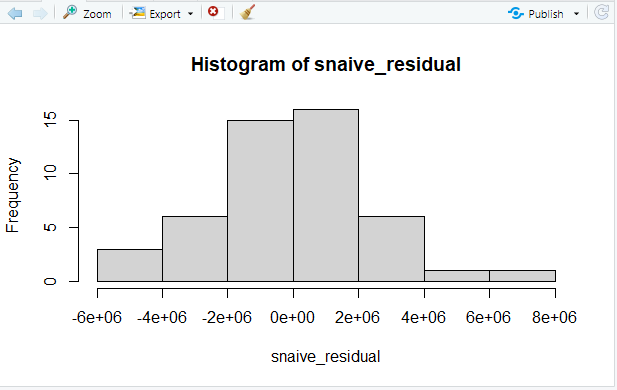 Zoom Export Publish
Histogram of snaive_residual
Frequency
15
10
5
0
-6e+06 -4e+06 -2e+06 0e+00 2e+06 4e+06 6e+06 8e+06
snaive_residual